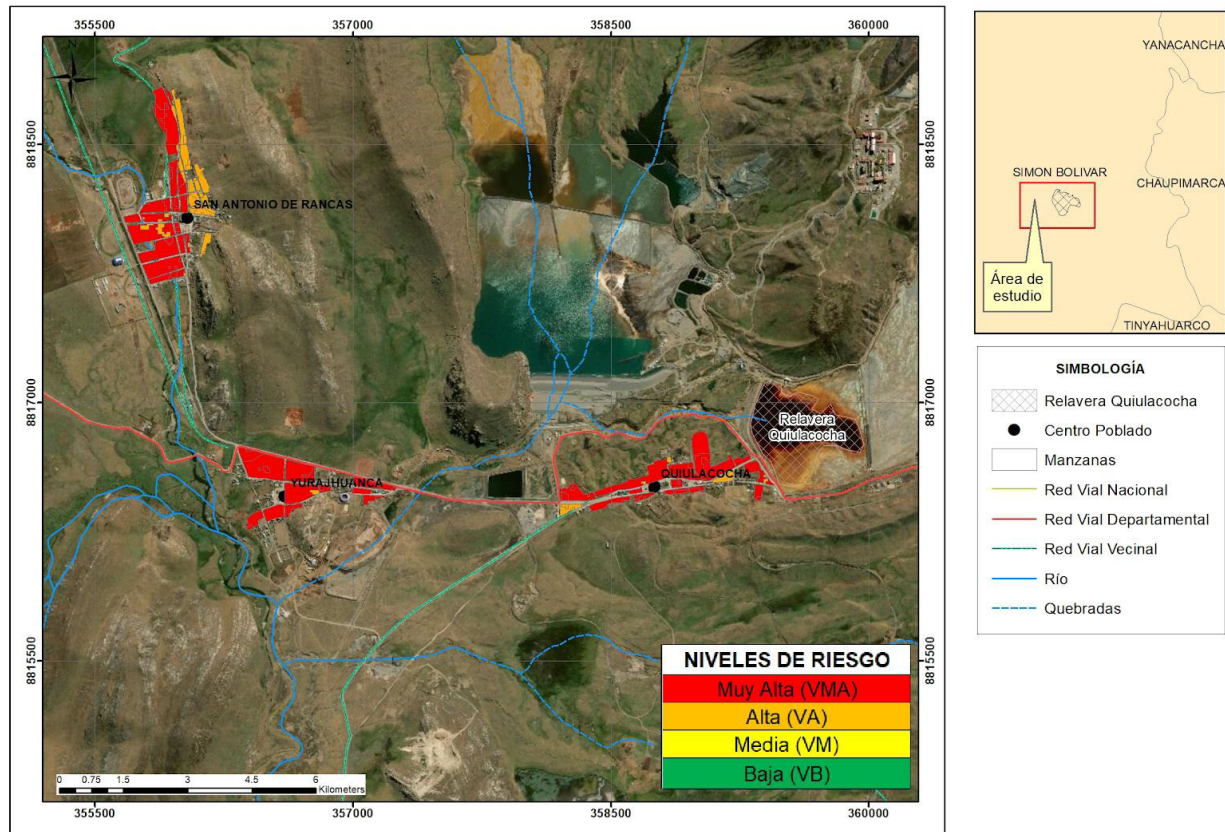 355500
357000
358500
360000
8818500
8818500
N
SAN ANTONIO DE RANCAS
8817000
8817000
Relavera
Quiulacocha
YURAJHUANCA
QUIULACOCHA
8815500
8815500
NIVELES DE RIESGO
Muy Alta (VMA)
Alta (VA)
Media (VM)
Baja (VB)
0 0.75 1.5 3 4.5 6
Kilometers
355500
357000
358500
360000
YANACANCHA
SIMON BOLIVAR
CHAUPIMARCA
Área de
estudio
TINYAHUARCO
SIMBOLOGÍA
Relavera Quiulacocha
Centro Poblado
Manzanas
Red Vial Nacional
Red Vial Departamental
Red Vial Vecinal
Río
Quebradas